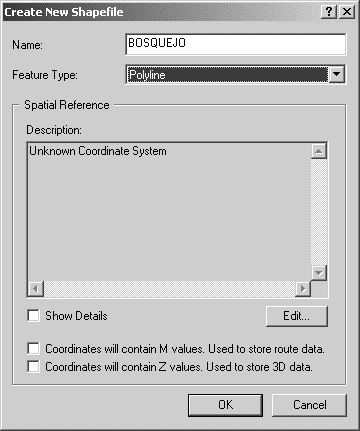 Create New Shapefile
Name: BOSQUEJO
Feature Type: Polyline
Spatial Reference
Description:
Unknown Coordinate System
Show Details
Edit...
Coordinates will contain M values. Used to store route data.
Coordinates will contain Z values. Used to store 3D data.
OK Cancel